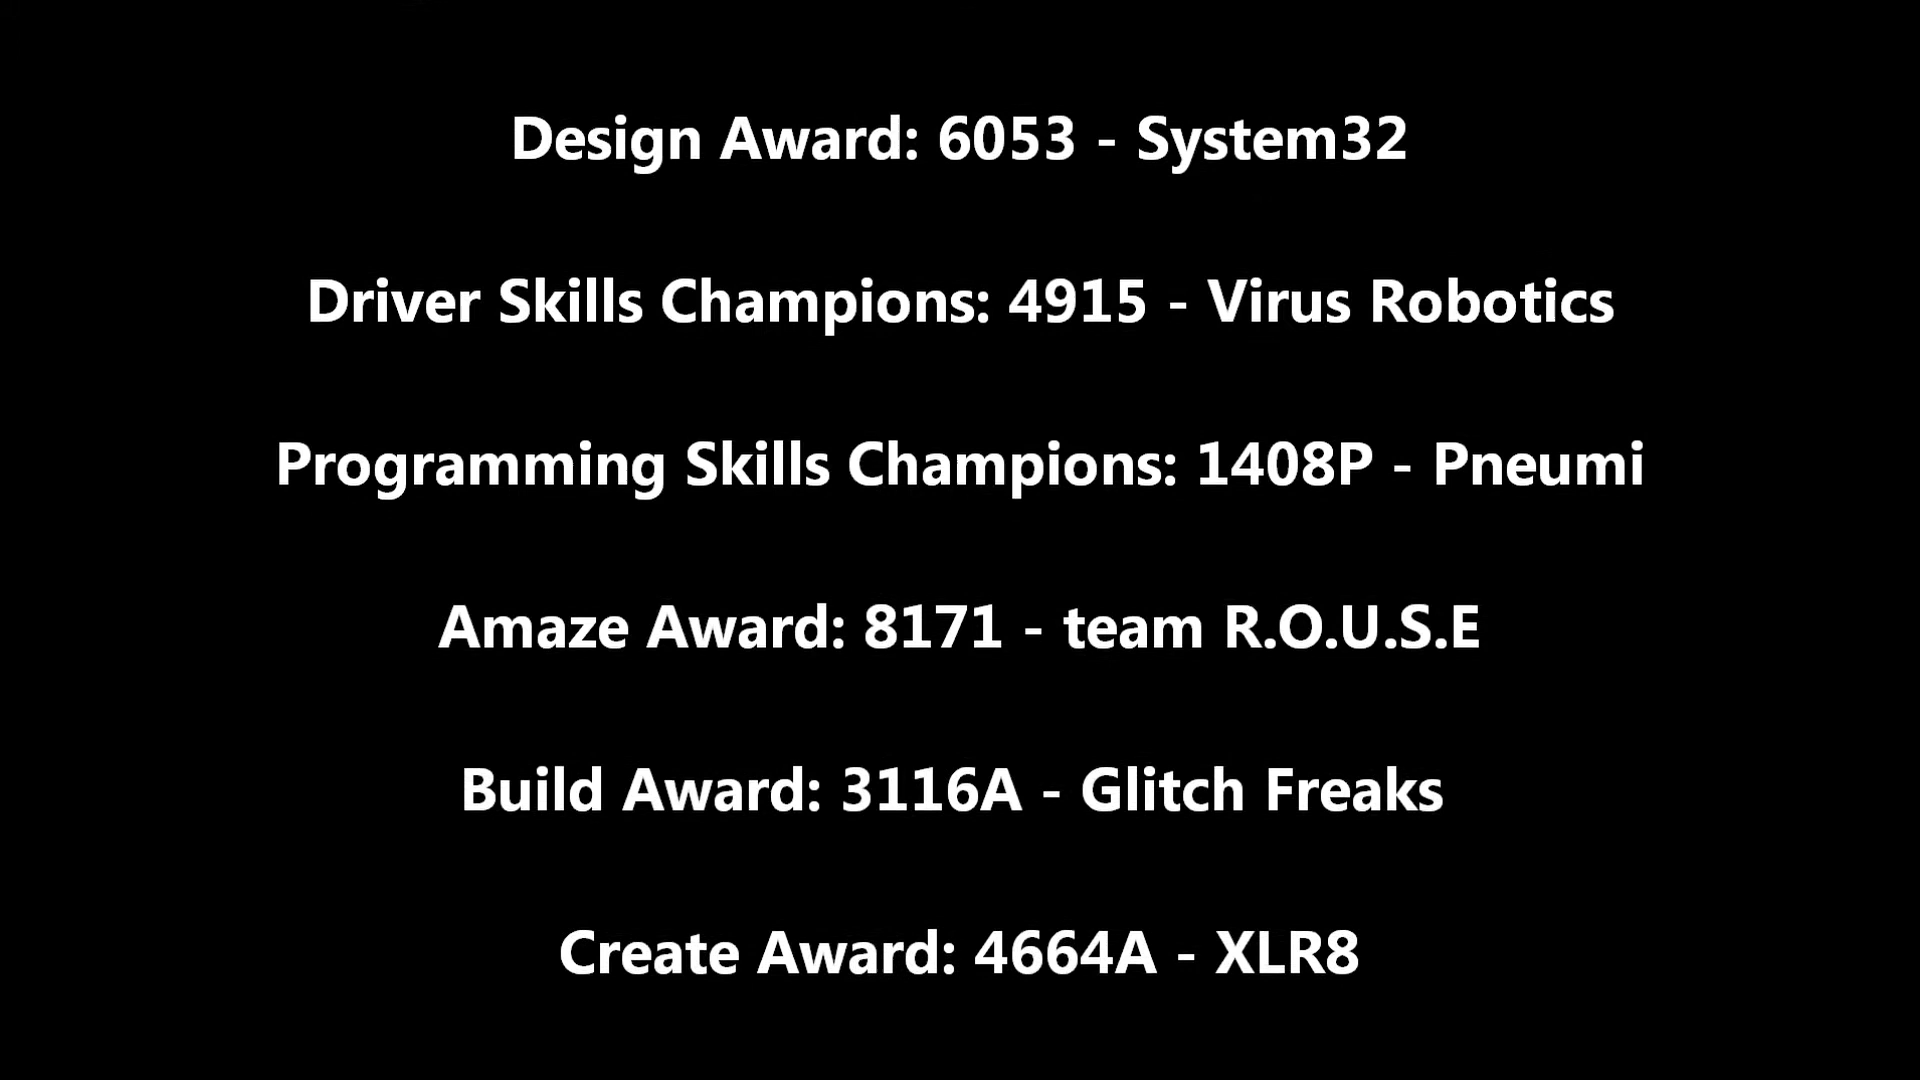 Design Award: 6053 - System32
Driver Skills Champions: 4915 - Virus Robotics
Programming Skills Champions: 1408P - Pneumi
Amaze Award: 8171 - team R.O.U.S.E
Build Award: 3116A - Glitch Freaks
Create Award: 4664A - XLR8